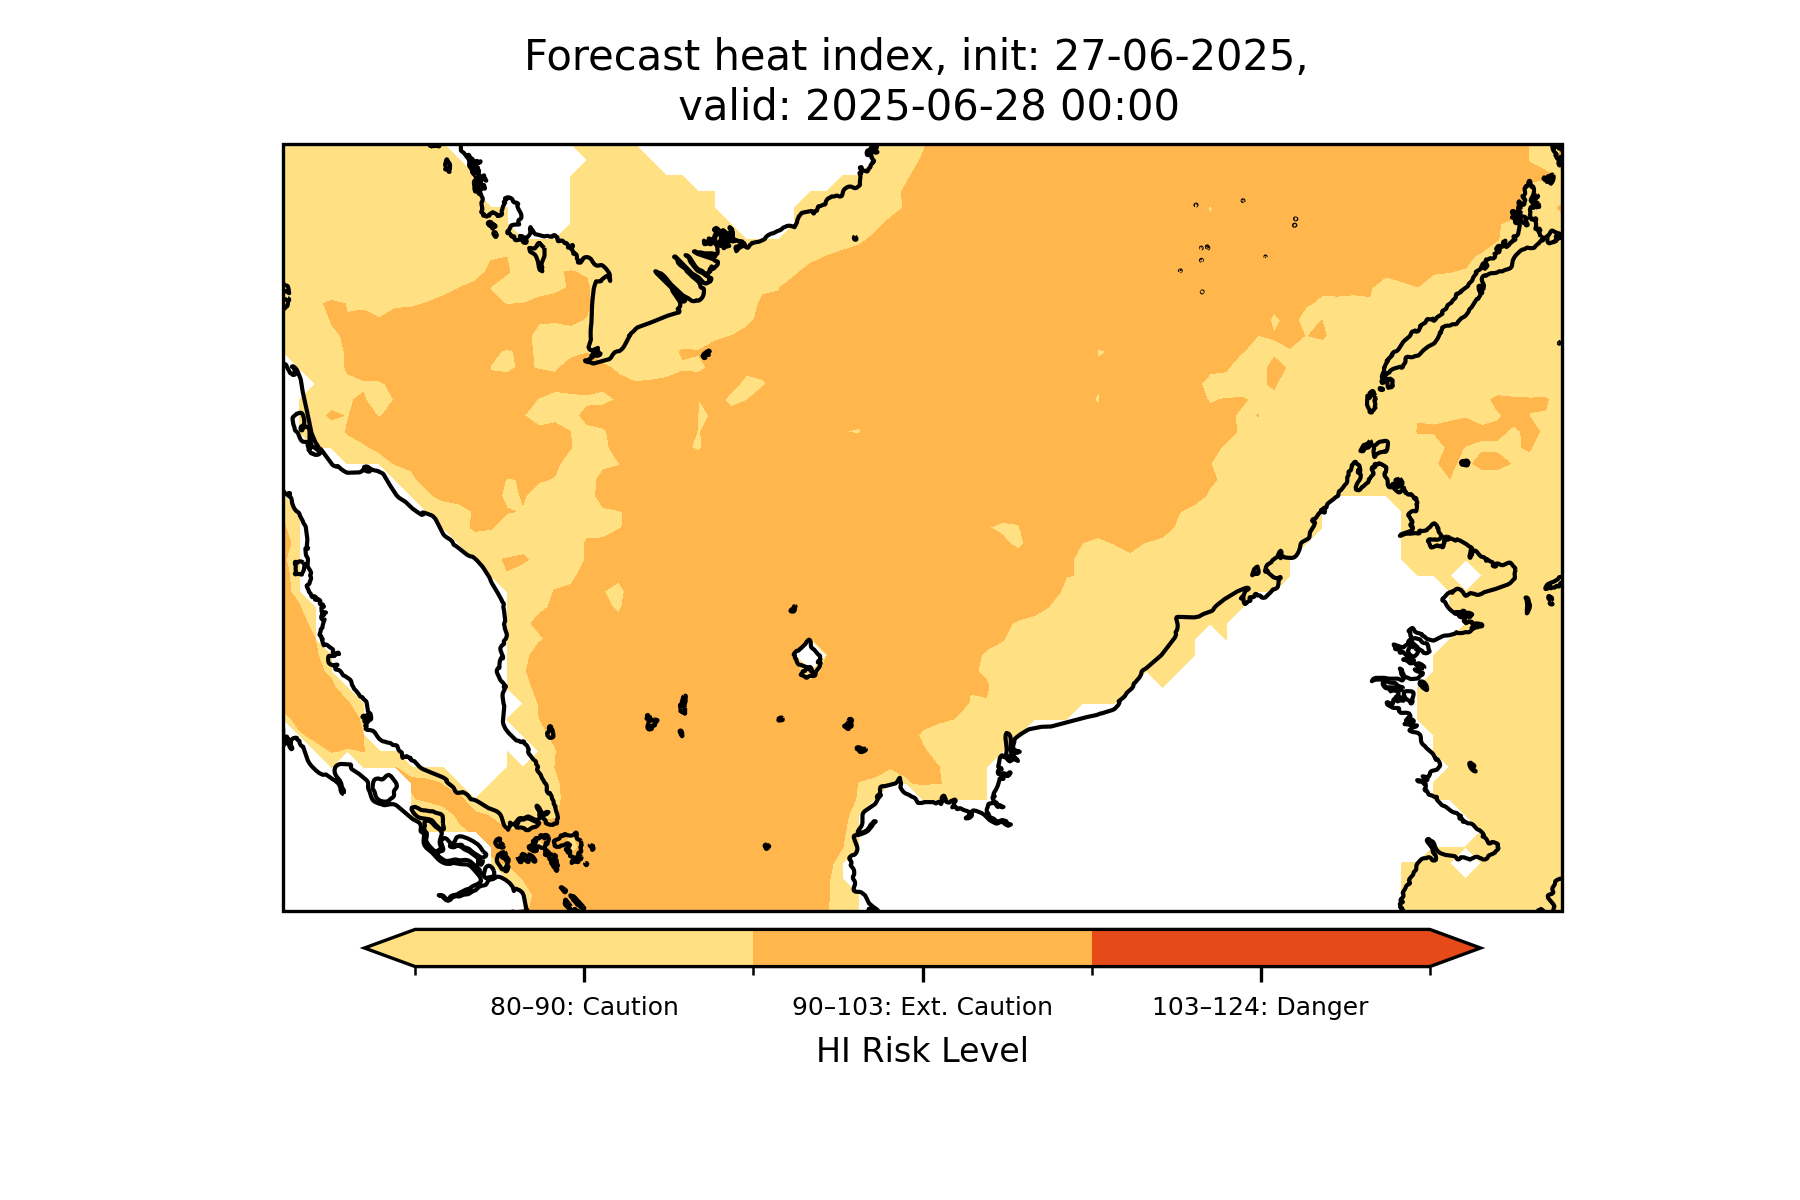 Forecast heat index, init: 27-06-2025,
valid: 2025-06-28 00:00
80–90: Caution
90–103: Ext. Caution
103–124: Danger
HI Risk Level